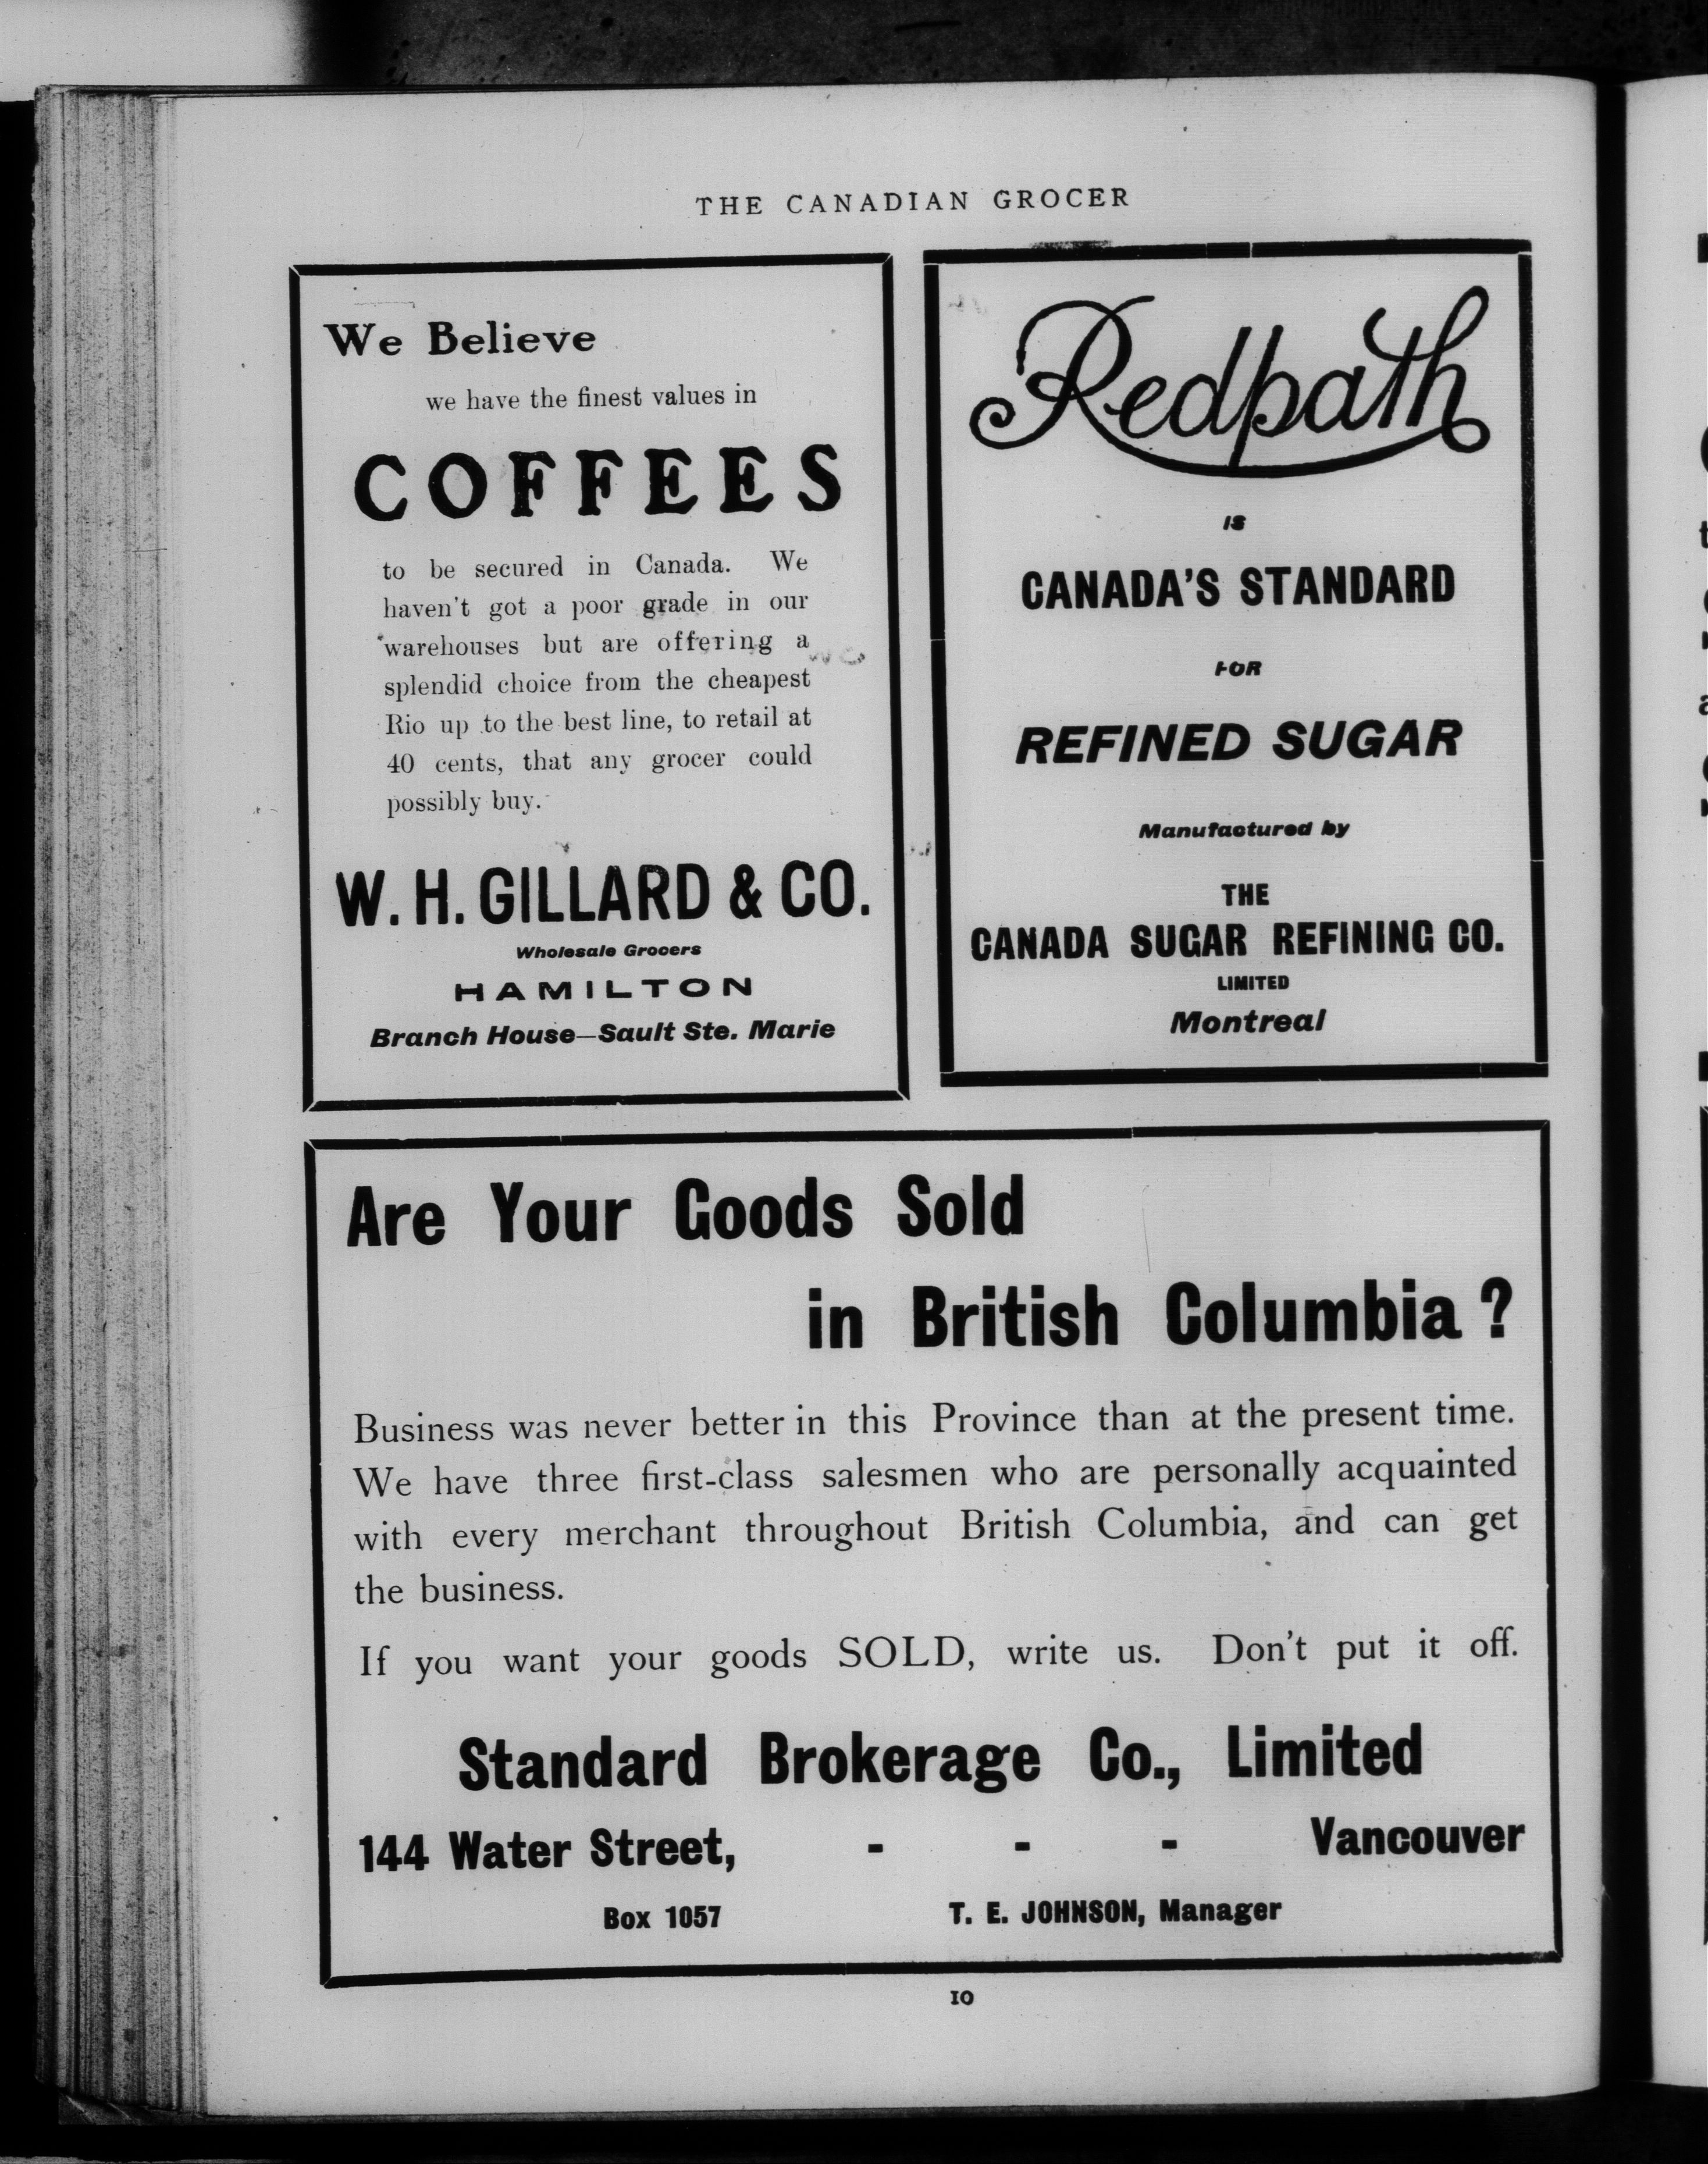 THE CANADIAN GROCER
We Believe
we have the finest values in
COFFEES
to be secured in Canada. We
haven't got a poor grade in our
warehouses but are offering a
splendid choice from the cheapest
Rio up to the best line, to retail at
40 cents, that any grocer could
possibly buy.
W. H. GILLARD & CO.
Wholesale Grocers
HAMILTON
Branch House—Sault Ste. Marie
Redpath
IS
CANADA'S STANDARD
FOR
REFINED SUGAR
Manufactured by
THE
CANADA SUGAR REFINING CO.
LIMITED
Montreal
Are Your Goods Sold
in British Columbia?
Business was never better in this Province than at the present time.
We have three first-class salesmen who are personally acquainted
with every merchant throughout British Columbia, and can get
the business.
If you want your goods SOLD, write us. Don't put it off.
Standard Brokerage Co., Limited
144 Water Street, - - - Vancouver
Box 1057 T. E. JOHNSON, Manager
10